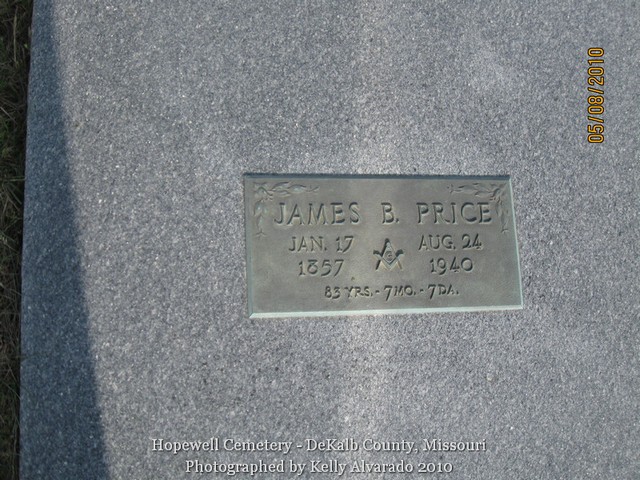 05/08/2010
JAMES B. PRICE
JAN. 17 AUG. 24
1857 G 1940
83 YRS. - 7 MO. - 7 DA.
Hopewell Cemetery - DeKalb County, Missouri
Photographed by Kelly Alvarado 2010